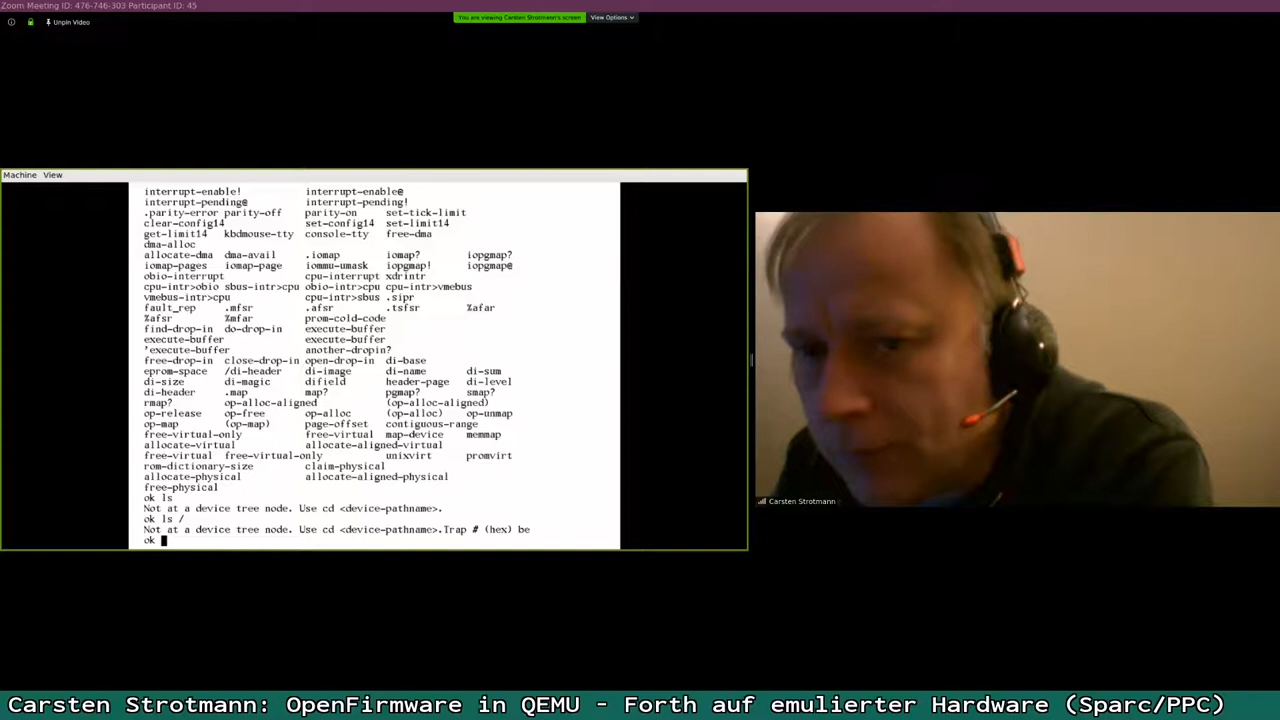 Zoom Meeting ID: 476-746-303 Participant ID: 45
You are viewing Carsten Strotmann's screen View Options
Unpin Video
Machine View
interrupt-enable! interrupt-enable@
interrupt-pending@ interrupt-pending!
.parity-error parity-off parity-on set-tick-limit
clear-config14 set-config14 set-limit14
get-limit14 kbdmouse-tty console-tty free-dma
dma-alloc
allocate-dma dma-avail .iomap iomap? iopgmap?
iomap-pages iomap-page iommu-umask iopgmap! iopgmap@
obio-interrupt cpu-interrupt xdrintr
cpu-intr>obio sbus-intr>cpu obio-intr>cpu cpu-intr>vmebus
vmebus-intr>cpu cpu-intr>sbus .sipr
fault_rep .mfsr .afsr .tsfsr %afar
%afsr %mfar prom-cold-code
find-drop-in do-drop-in execute-buffer
execute-buffer execute-buffer
'execute-buffer another-dropin?
free-drop-in close-drop-in open-drop-in di-base
eprom-space /di-header di-image di-name di-sum
di-size di-magic difield header-page di-level
di-header .map map? pgmap? smap?
rmap? op-alloc-aligned (op-alloc-aligned)
op-release op-free op-alloc (op-alloc) op-unmap
op-map (op-map) page-offset contiguous-range
free-virtual-only free-virtual map-device memmap
allocate-virtual allocate-aligned-virtual
free-virtual free-virtual-only unixvirt promvirt
rom-dictionary-size claim-physical
allocate-physical allocate-aligned-physical
free-physical
ok ls
Not at a device tree node. Use cd <device-pathname>.
ok ls /
Not at a device tree node. Use cd <device-pathname>.Trap # (hex) be
ok
Carsten Strotmann
Carsten Strotmann: OpenFirmware in QEMU - Forth auf emulierter Hardware (Sparc/PPC)